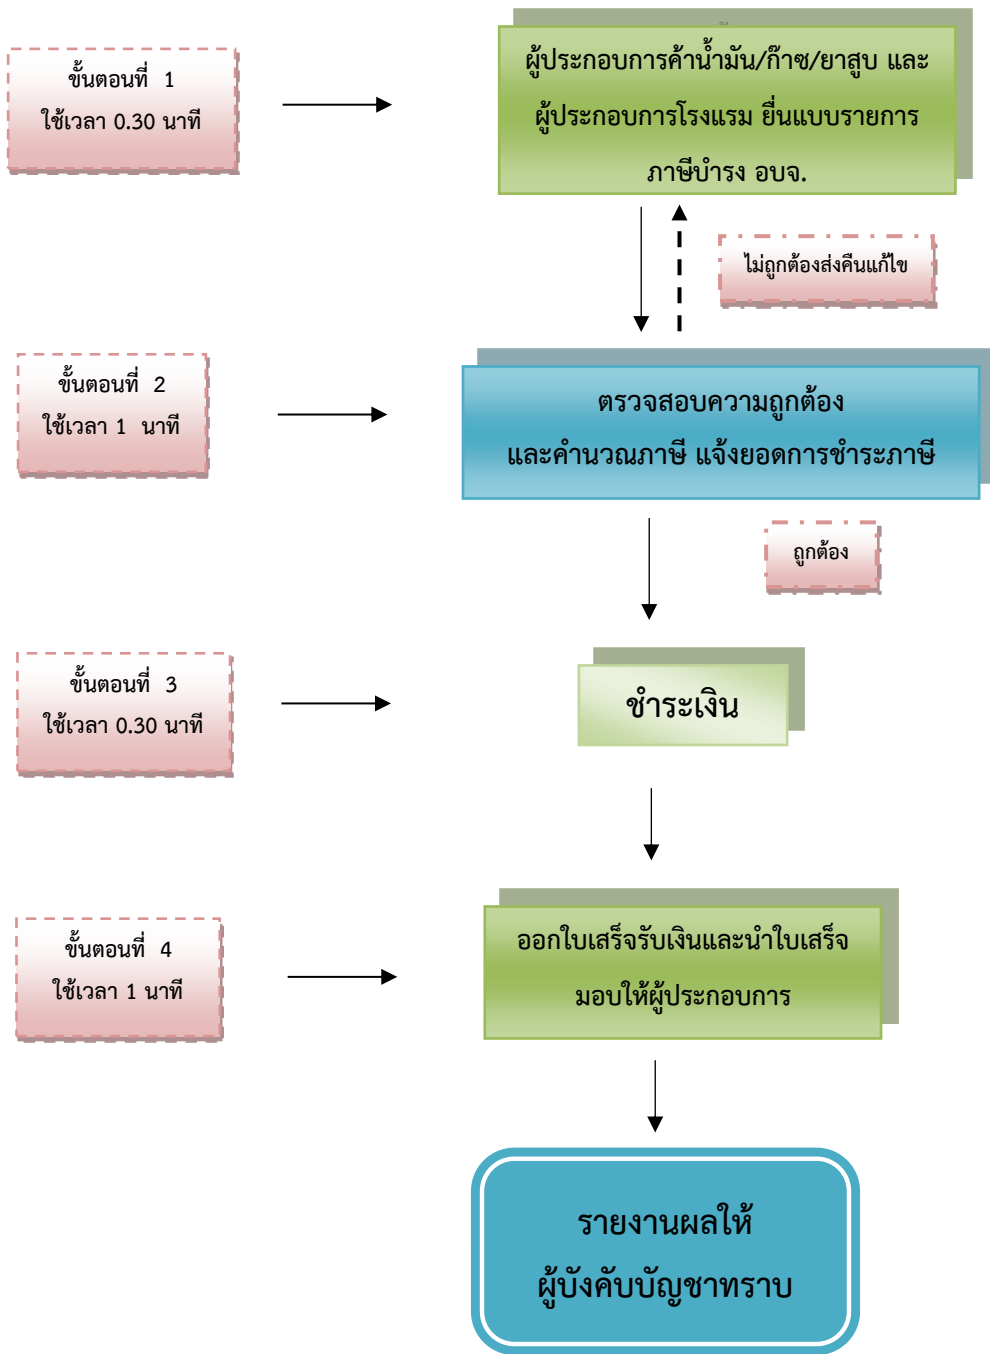 ขั้นตอนที่ 1
ใช้เวลา 0.30 นาที
ผู้ประกอบการค้าน้ำมัน/ก๊าซ/ยาสูบ และ
ผู้ประกอบการโรงแรม ยื่นแบบรายการ
ภาษีบำรุง อบจ.
ไม่ถูกต้องส่งคืนแก้ไข
ขั้นตอนที่ 2
ใช้เวลา 1 นาที
ตรวจสอบความถูกต้อง
และคำนวณภาษี แจ้งยอดการชำระภาษี
ถูกต้อง
ขั้นตอนที่ 3
ใช้เวลา 0.30 นาที
ชำระเงิน
ขั้นตอนที่ 4
ใช้เวลา 1 นาที
ออกใบเสร็จรับเงินและนำใบเสร็จ
มอบให้ผู้ประกอบการ
รายงานผลให้
ผู้บังคับบัญชาทราบ